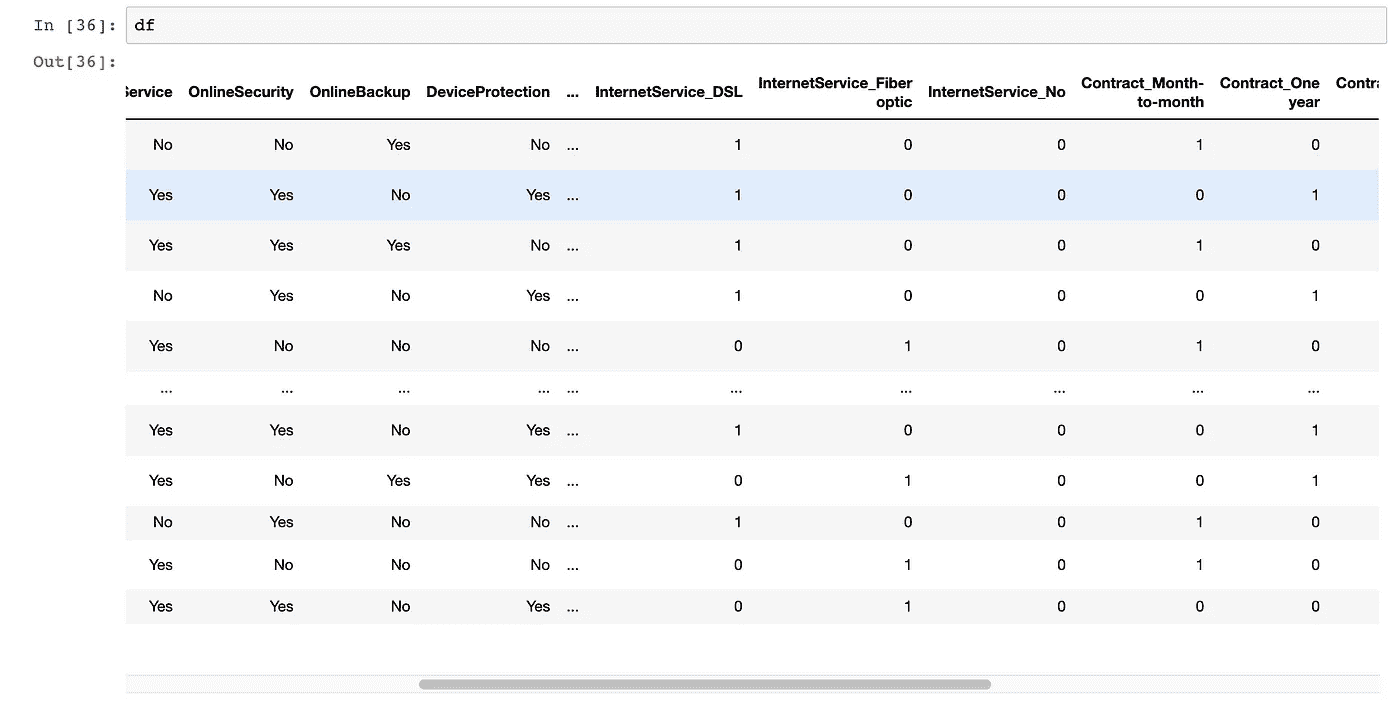 In [36]: df
Out[36]:
Service OnlineSecurity OnlineBackup DeviceProtection ... InternetService_DSL InternetService_Fiber optic InternetService_No Contract_Month-to-month Contract_One year Contra
No No Yes No ... 1 0 0 1 0
Yes Yes No Yes ... 1 0 0 0 1
Yes Yes Yes No ... 1 0 0 1 0
No Yes No Yes ... 1 0 0 0 1
Yes No No No ... 0 1 0 1 0
... ... ... ... ... ... ... ... ... ...
Yes Yes No Yes ... 1 0 0 0 1
Yes No Yes Yes ... 0 1 0 0 1
No Yes No No ... 1 0 0 1 0
Yes No No No ... 0 1 0 1 0
Yes Yes No Yes ... 0 1 0 0 0